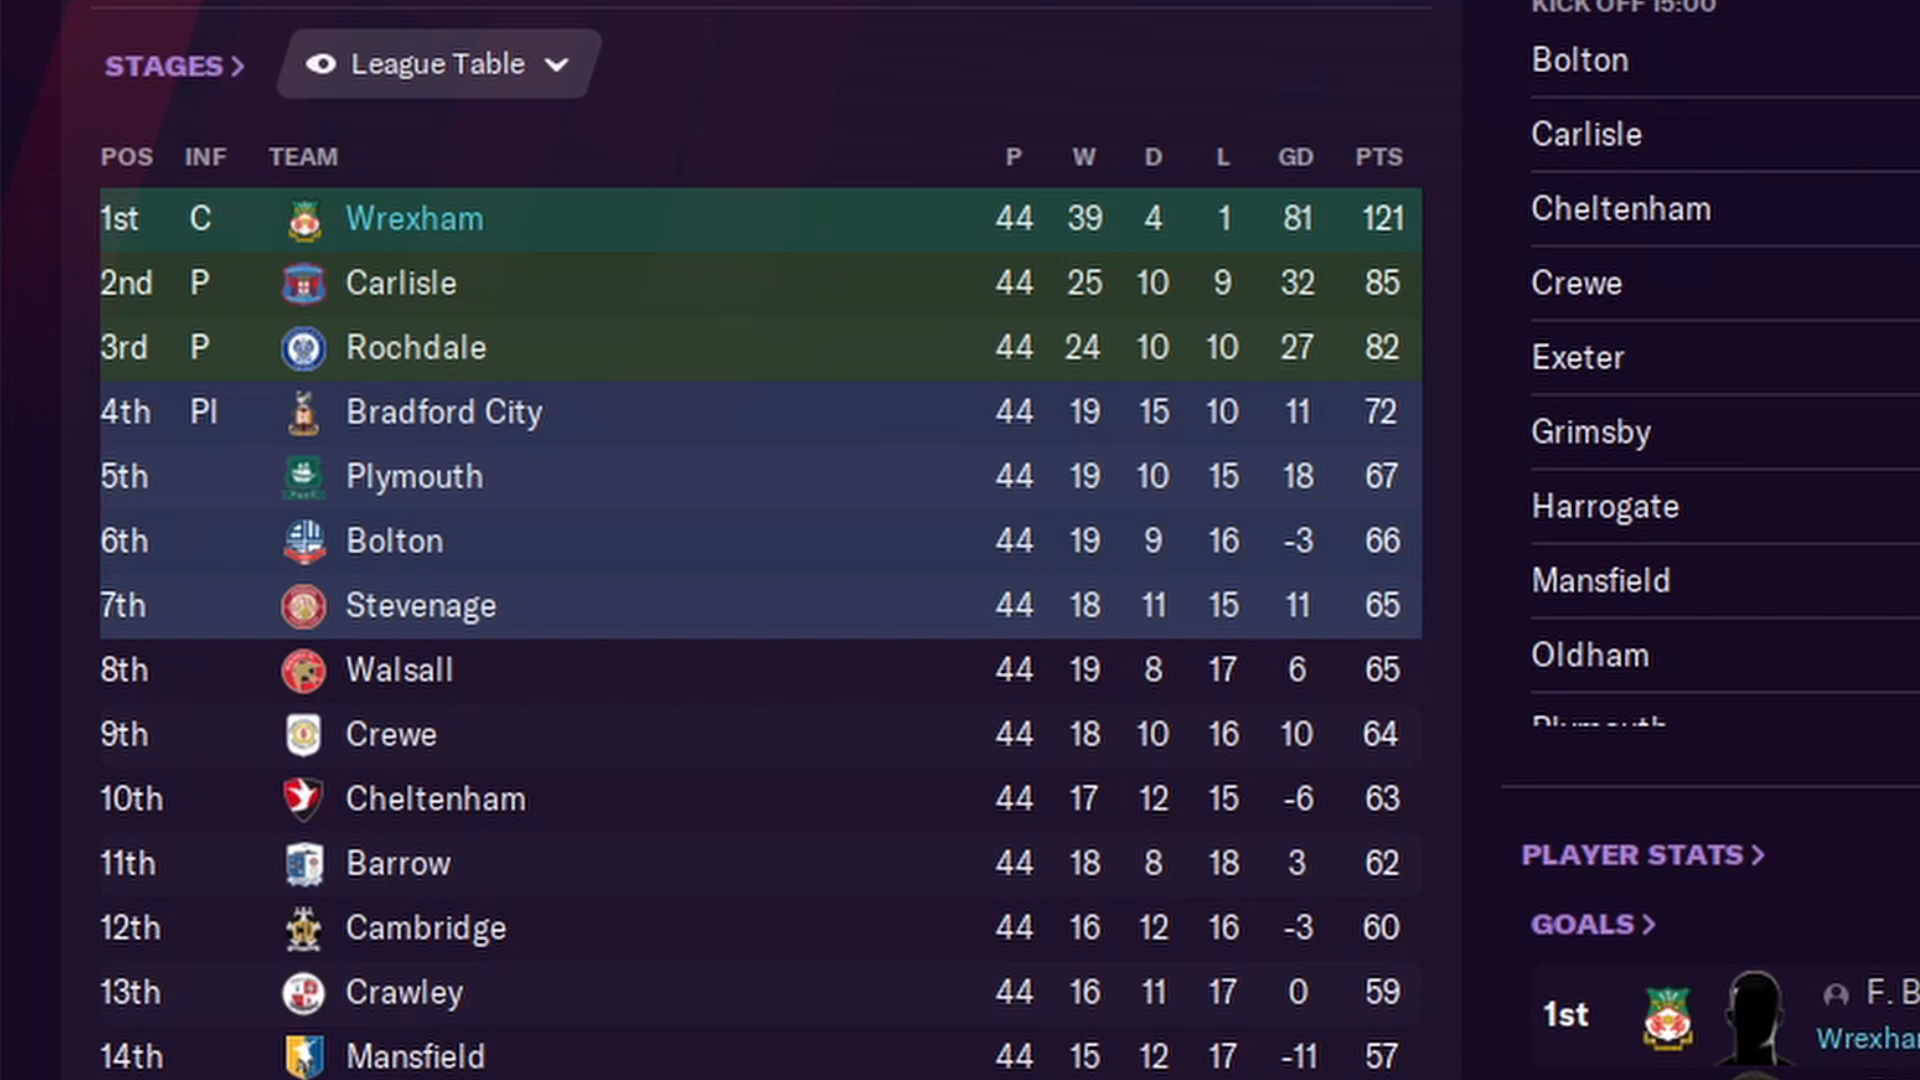 STAGES >
League Table
POS INF TEAM P W D L GD PTS
1st C Wrexham 44 39 4 1 81 121
2nd P Carlisle 44 25 10 9 32 85
3rd P Rochdale 44 24 10 10 27 82
4th Pl Bradford City 44 19 15 10 11 72
5th Plymouth 44 19 10 15 18 67
6th Bolton 44 19 9 16 -3 66
7th Stevenage 44 18 11 15 11 65
8th Walsall 44 19 8 17 6 65
9th Crewe 44 18 10 16 10 64
10th Cheltenham 44 17 12 15 -6 63
11th Barrow 44 18 8 18 3 62
12th Cambridge 44 16 12 16 -3 60
13th Crawley 44 16 11 17 0 59
14th Mansfield 44 15 12 17 -11 57
KICK OFF 15:00
Bolton
Carlisle
Cheltenham
Crewe
Exeter
Grimsby
Harrogate
Mansfield
Oldham
Plymouth
PLAYER STATS >
GOALS >
1st F. B
Wrexha